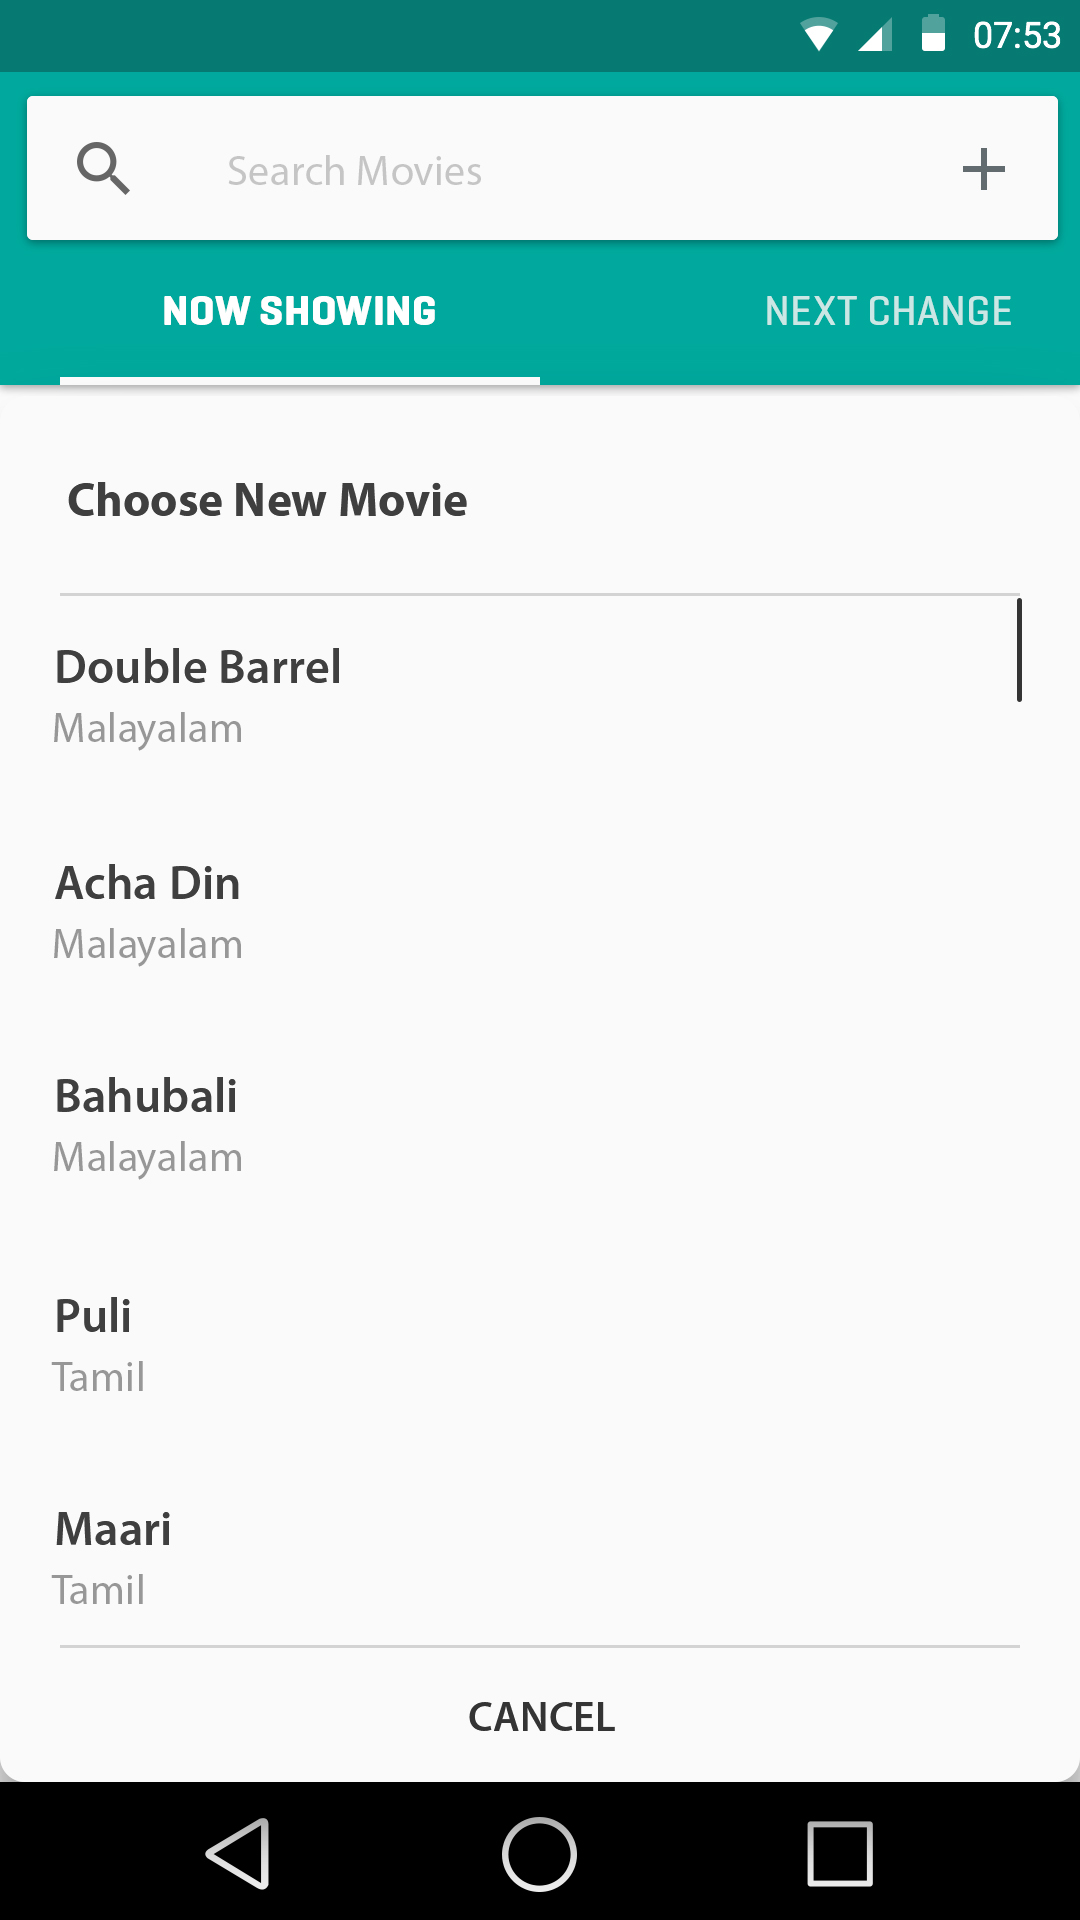 07:53
Search Movies
NOW SHOWING
NEXT CHANGE
Choose New Movie
Double Barrel
Malayalam
Acha Din
Malayalam
Bahubali
Malayalam
Puli
Tamil
Maari
Tamil
CANCEL